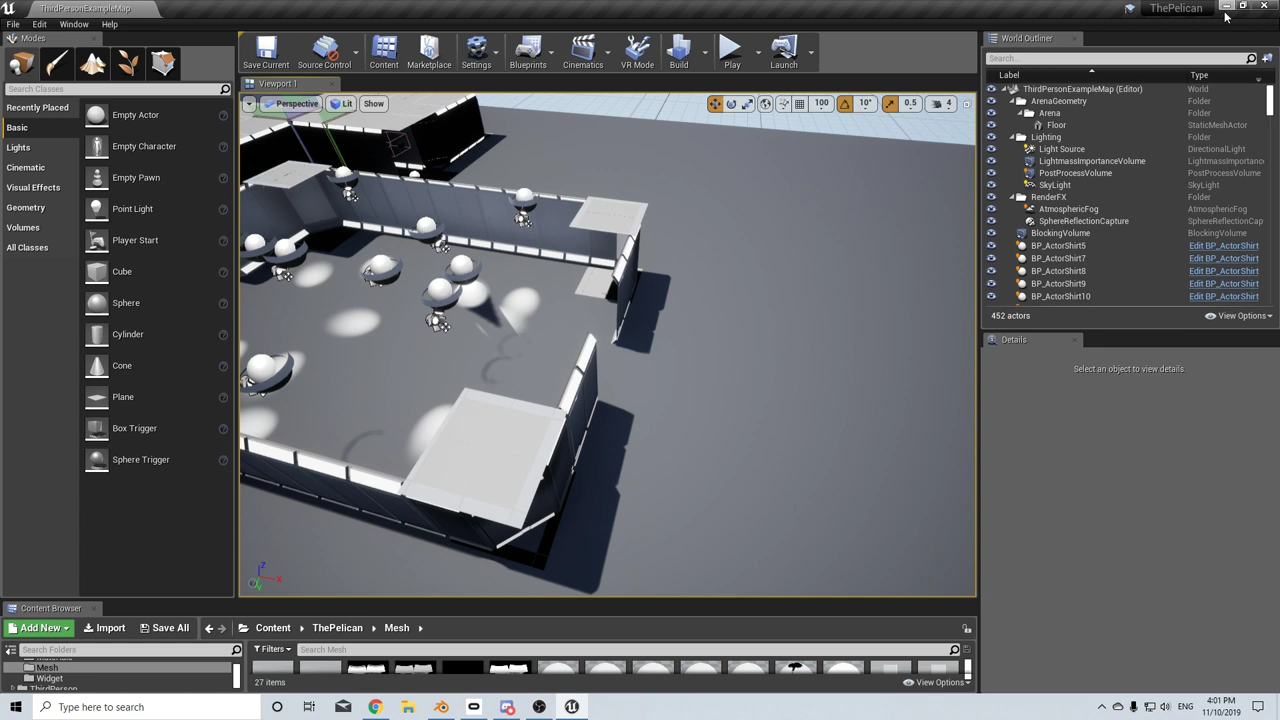 ThirdPersonExampleMap
ThePelican
File Edit Window Help
Modes
Search Classes
Recently Placed
Basic
Lights
Cinematic
Visual Effects
Geometry
Volumes
All Classes
Empty Actor
Empty Character
Empty Pawn
Point Light
Player Start
Cube
Sphere
Cylinder
Cone
Plane
Box Trigger
Sphere Trigger
Save Current
Source Control
Content
Marketplace
Settings
Blueprints
Cinematics
VR Mode
Build
Play
Launch
Viewport 1
Perspective Lit Show
100 10° 0.5 4
Z
X
Y
World Outliner
Search...
Label Type
ThirdPersonExampleMap (Editor) World
ArenaGeometry Folder
Arena Folder
Floor StaticMeshActor
Lighting Folder
Light Source DirectionalLight
LightmassImportanceVolume LightmassImportanc
PostProcessVolume PostProcessVolume
SkyLight SkyLight
RenderFX Folder
AtmosphericFog AtmosphericFog
SphereReflectionCapture SphereReflectionCapt
BlockingVolume BlockingVolume
BP_ActorShirt5 Edit BP_ActorShirt
BP_ActorShirt7 Edit BP_ActorShirt
BP_ActorShirt8 Edit BP_ActorShirt
BP_ActorShirt9 Edit BP_ActorShirt
BP_ActorShirt10 Edit BP_ActorShirt
452 actors View Options
Details
Select an object to view details.
Content Browser
Add New Import Save All Content ThePelican Mesh
Search Folders
Filters Search Mesh
Mesh
Widget
ThirdPerson
27 items View Options
Type here to search
ENG
4:01 PM
11/10/2019